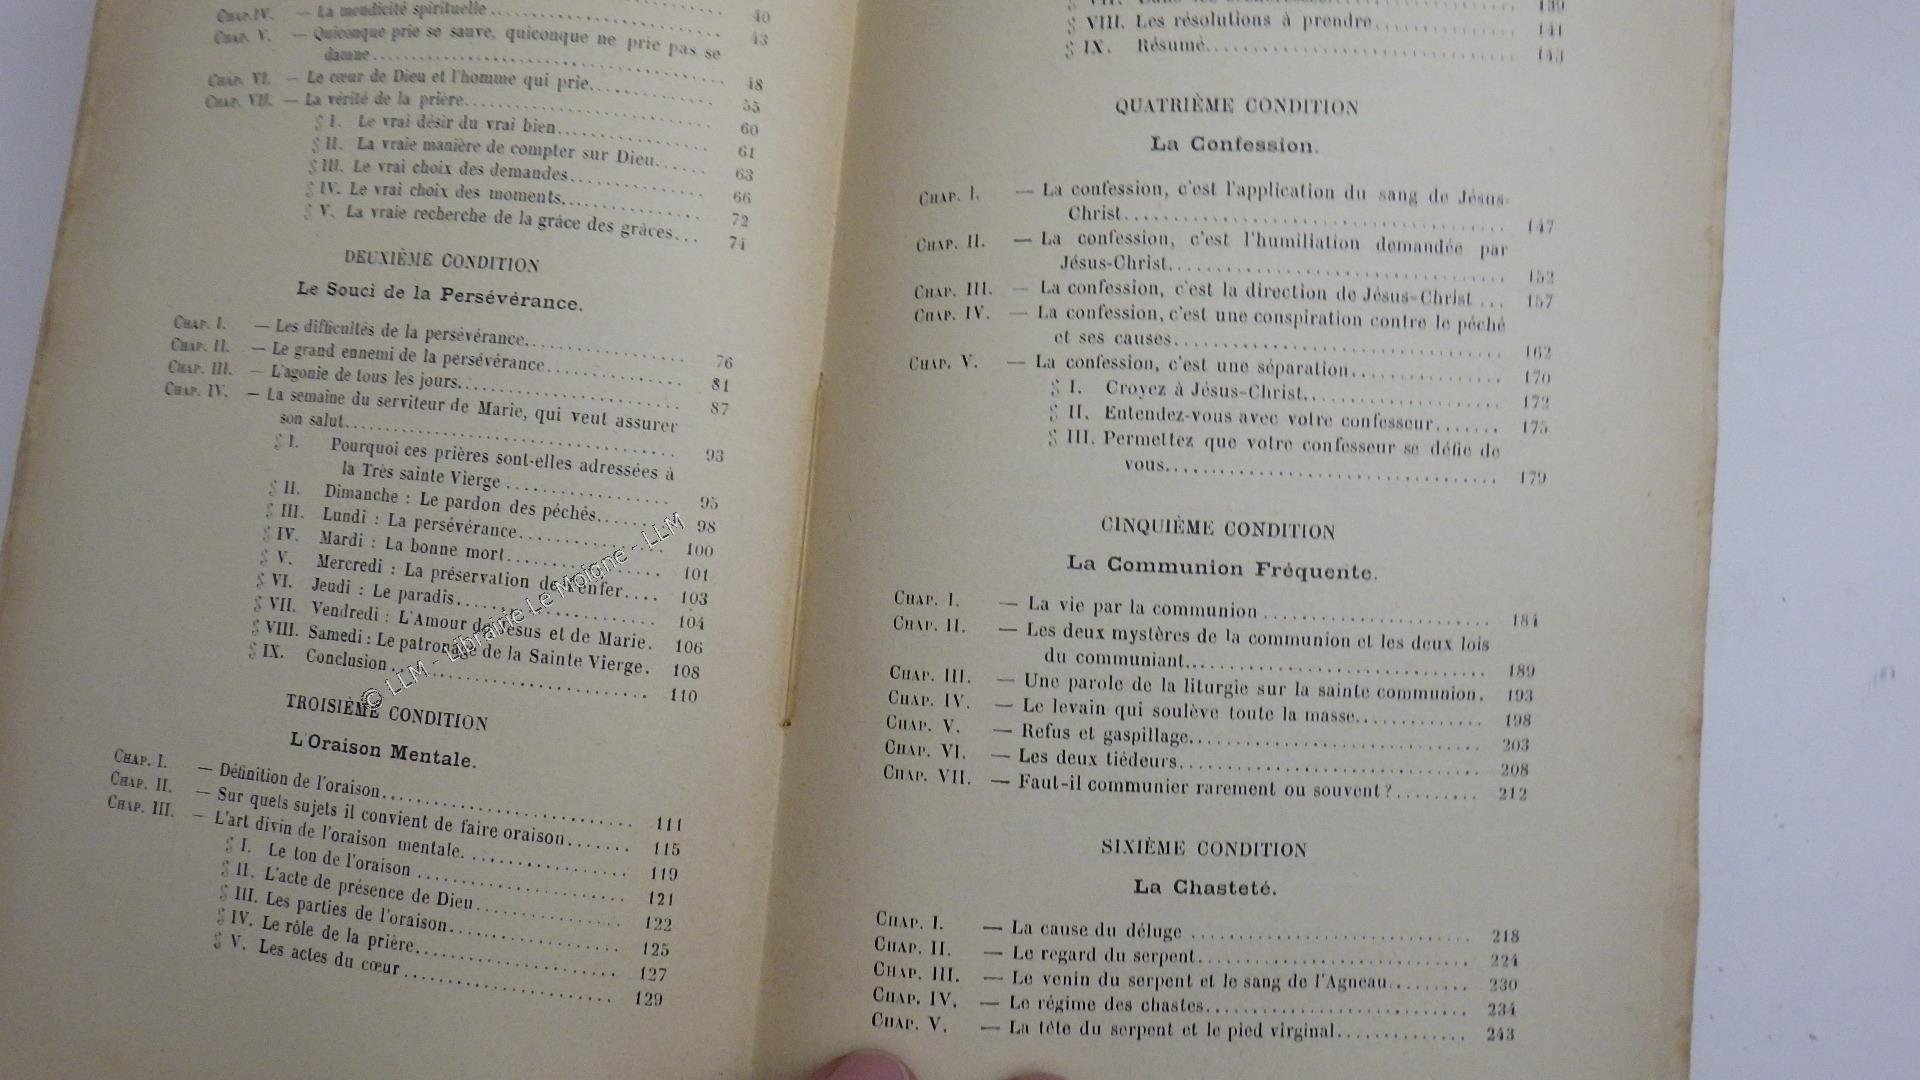 Chap. IV. — La mendicité spirituelle.................... 40
Chap. V. — Quiconque prie se sauve, quiconque ne prie pas se
damne.................... 43
Chap. VI. — Le cœur de Dieu et l'homme qui prie.................... 48
Chap. VII. — La vérité de la prière.................... 55
§ I. Le vrai désir du vrai bien.................... 60
§ II. La vraie manière de compter sur Dieu...... 61
§ III. Le vrai choix des demandes.................... 63
§ IV. Le vrai choix des moments.................... 66
§ V. La vraie recherche de la grâce des grâces... 72
74
DEUXIÈME CONDITION
Le Souci de la Persévérance.
Chap. I. — Les difficultés de la persévérance.................... 76
Chap. II. — Le grand ennemi de la persévérance.................... 81
Chap. III. — L'agonie de tous les jours.................... 87
Chap. IV. — La semaine du serviteur de Marie, qui veut assurer
son salut.................... 93
§ I. Pourquoi ces prières sont-elles adressées à
la Très sainte Vierge.................... 95
§ II. Dimanche : Le pardon des péchés.......... 98
§ III. Lundi : La persévérance.................... 100
§ IV. Mardi : La bonne mort.................... 101
§ V. Mercredi : La préservation de l'enfer.... 103
§ VI. Jeudi : Le paradis.................... 104
§ VII. Vendredi : L'Amour de Jésus et de Marie. 106
§ VIII. Samedi : Le patronage de la Sainte Vierge. 108
§ IX. Conclusion.................... 110
TROISIÈME CONDITION
L'Oraison Mentale.
Chap. I. — Définition de l'oraison.................... 111
Chap. II. — Sur quels sujets il convient de faire oraison....... 115
Chap. III. — L'art divin de l'oraison mentale.................... 119
§ I. Le ton de l'oraison.................... 121
§ II. L'acte de présence de Dieu.................... 122
§ III. Les parties de l'oraison.................... 125
§ IV. Le rôle de la prière.................... 127
§ V. Les actes du cœur.................... 129
© LLM - Librairie Le Moigne - LLM
139
§ VIII. Les résolutions à prendre.................... 141
§ IX. Résumé.................... 143
QUATRIÈME CONDITION
La Confession.
Chap. I. — La confession, c'est l'application du sang de Jésus-
Christ.................... 147
Chap. II. — La confession, c'est l'humiliation demandée par
Jésus-Christ.................... 152
Chap. III. — La confession, c'est la direction de Jésus-Christ ... 157
Chap. IV. — La confession, c'est une conspiration contre le péché
et ses causes.................... 162
Chap. V. — La confession, c'est une séparation.................... 170
§ I. Croyez à Jésus-Christ.................... 172
§ II. Entendez-vous avec votre confesseur....... 175
§ III. Permettez que votre confesseur se défie de
vous.................... 179
CINQUIÈME CONDITION
La Communion Fréquente.
Chap. I. — La vie par la communion.................... 184
Chap. II. — Les deux mystères de la communion et les deux lois
du communiant.................... 189
Chap. III. — Une parole de la liturgie sur la sainte communion. 193
Chap. IV. — Le levain qui soulève toute la masse.................... 198
Chap. V. — Refus et gaspillage.................... 203
Chap. VI. — Les deux tiédeurs.................... 208
Chap. VII. — Faut-il communier rarement ou souvent ?......... 212
SIXIÈME CONDITION
La Chasteté.
Chap. I. — La cause du déluge.................... 218
Chap. II. — Le regard du serpent.................... 224
Chap. III. — Le venin du serpent et le sang de l'Agneau......... 230
Chap. IV. — Le régime des chastes.................... 234
Chap. V. — La tête du serpent et le pied virginal.................... 243